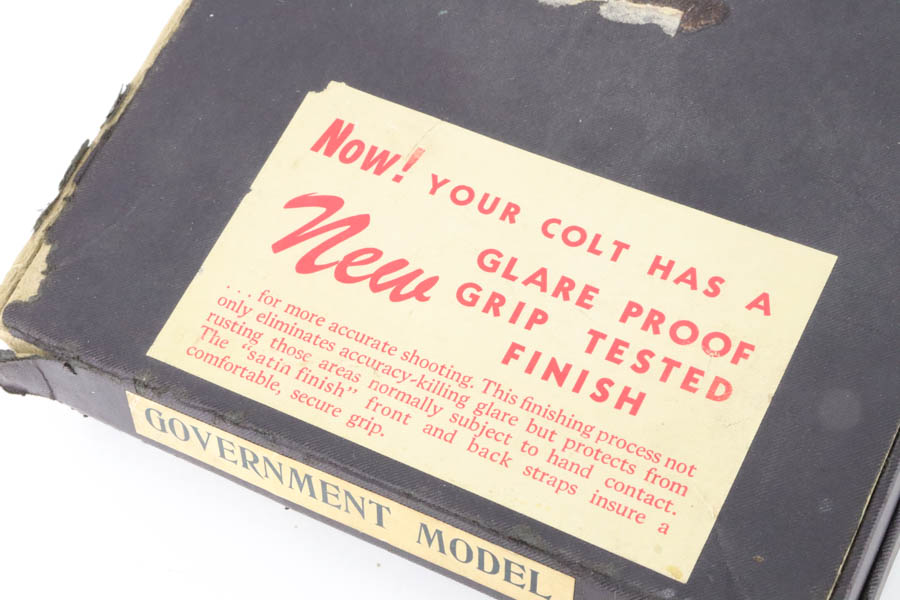 Now! YOUR COLT HAS A
New GLARE PROOF
GRIP TESTED
FINISH
. . . for more accurate shooting. This finishing process not
only eliminates accuracy-killing glare but protects from
rusting those areas normally subject to hand contact.
The "satin finish" front and back straps insure a
comfortable, secure grip.
GOVERNMENT MODEL